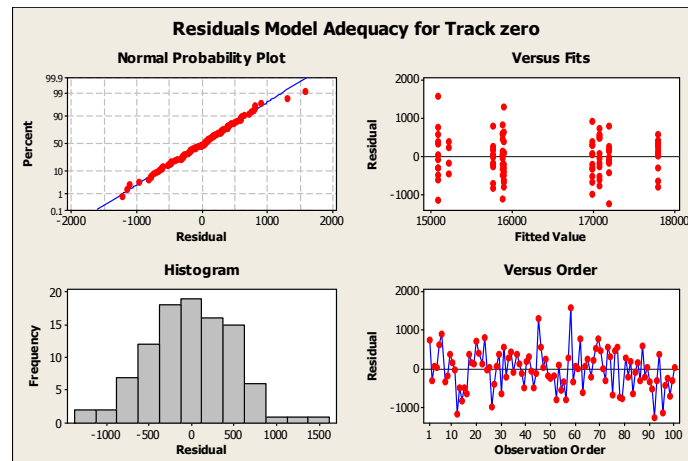 Residuals Model Adequacy for Track zero
Normal Probability Plot
99.9
99
90
50
10
1
0.1
Percent
-2000 -1000 0 1000 2000
Residual
Versus Fits
2000
1000
0
-1000
Residual
15000 16000 17000 18000
Fitted Value
Histogram
20
15
10
5
0
Frequency
-1000 -500 0 500 1000 1500
Residual
Versus Order
2000
1000
0
-1000
Residual
1 10 20 30 40 50 60 70 80 90 100
Observation Order